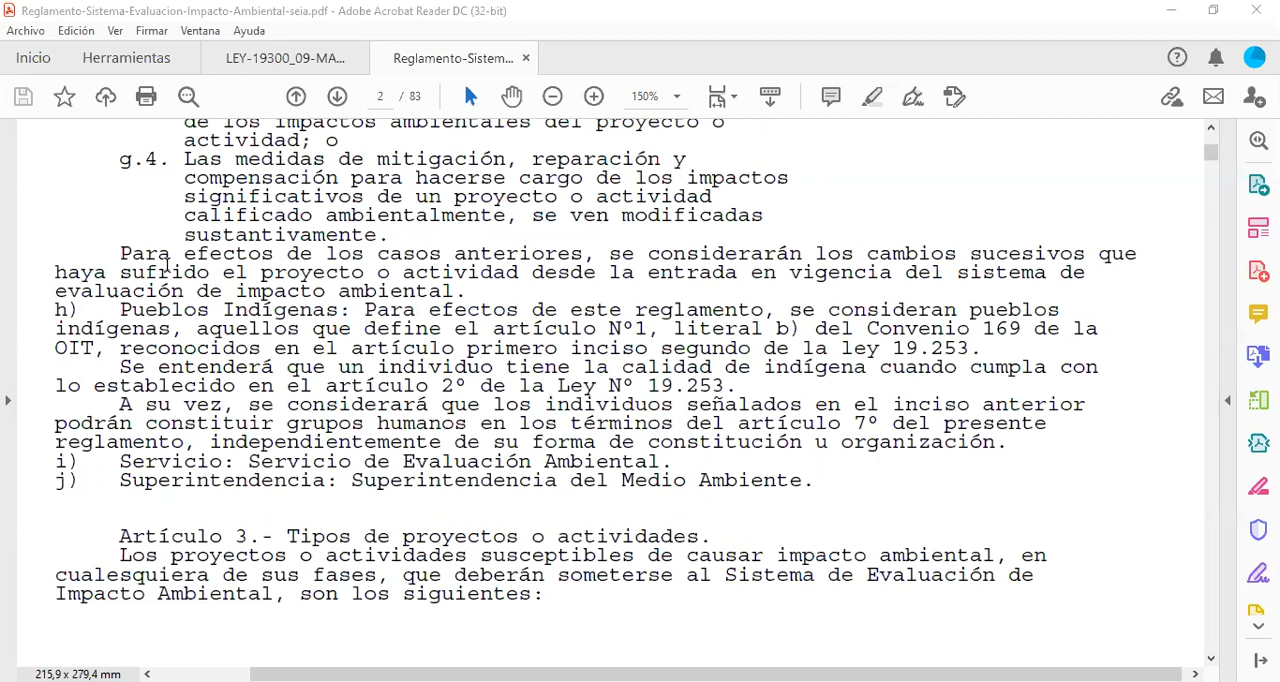 Reglamento-Sistema-Evaluacion-Impacto-Ambiental-seia.pdf - Adobe Acrobat Reader DC (32-bit)
Archivo Edición Ver Firmar Ventana Ayuda
Inicio Herramientas LEY-19300_09-MA... Reglamento-Sistem... ×
2 / 83 150%
de los impactos ambientales del proyecto o
actividad; o
g.4. Las medidas de mitigación, reparación y
compensación para hacerse cargo de los impactos
significativos de un proyecto o actividad
calificado ambientalmente, se ven modificadas
sustantivamente.
Para efectos de los casos anteriores, se considerarán los cambios sucesivos que
haya sufrido el proyecto o actividad desde la entrada en vigencia del sistema de
evaluación de impacto ambiental.
h) Pueblos Indígenas: Para efectos de este reglamento, se consideran pueblos
indígenas, aquellos que define el artículo Nº1, literal b) del Convenio 169 de la
OIT, reconocidos en el artículo primero inciso segundo de la ley 19.253.
Se entenderá que un individuo tiene la calidad de indígena cuando cumpla con
lo establecido en el artículo 2º de la Ley Nº 19.253.
A su vez, se considerará que los individuos señalados en el inciso anterior
podrán constituir grupos humanos en los términos del artículo 7º del presente
reglamento, independientemente de su forma de constitución u organización.
i) Servicio: Servicio de Evaluación Ambiental.
j) Superintendencia: Superintendencia del Medio Ambiente.
Artículo 3.- Tipos de proyectos o actividades.
Los proyectos o actividades susceptibles de causar impacto ambiental, en
cualesquiera de sus fases, que deberán someterse al Sistema de Evaluación de
Impacto Ambiental, son los siguientes:
215,9 x 279,4 mm